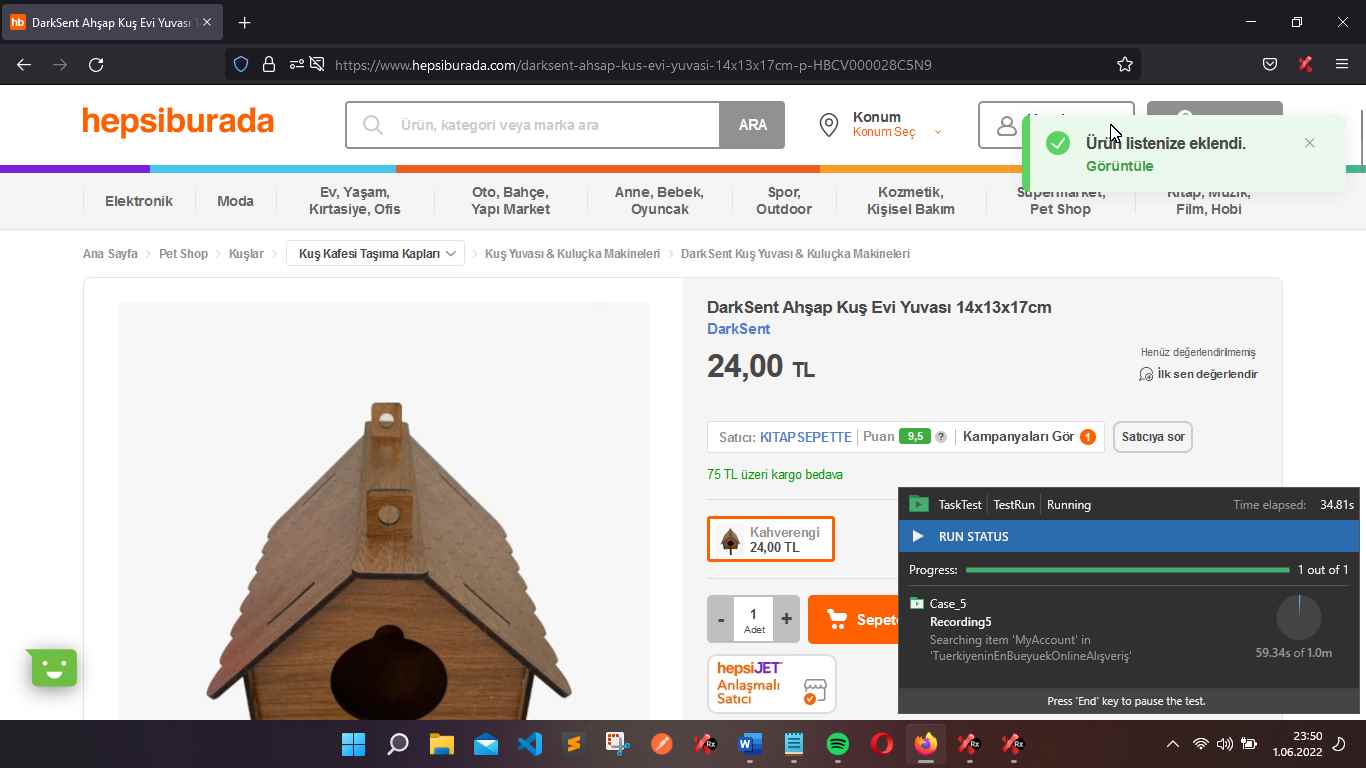 hb DarkSent Ahşap Kuş Evi Yuvası
https://www.hepsiburada.com/darksent-ahsap-kus-evi-yuvasi-14x13x17cm-p-HBCV000028C5N9
hepsiburada
Ürün, kategori veya marka ara
ARA
Konum
Konum Seç
Ürün listenize eklendi.
Görüntüle
Elektronik
Moda
Ev, Yaşam,
Kırtasiye, Ofis
Oto, Bahçe,
Yapı Market
Anne, Bebek,
Oyuncak
Spor,
Outdoor
Kozmetik,
Kişisel Bakım
Süpermarket,
Pet Shop
Kitap, Müzik,
Film, Hobi
Ana Sayfa
Pet Shop
Kuşlar
Kuş Kafesi Taşıma Kapları
Kuş Yuvası & Kuluçka Makineleri
DarkSent Kuş Yuvası & Kuluçka Makineleri
DarkSent Ahşap Kuş Evi Yuvası 14x13x17cm
DarkSent
24,00 TL
Henüz değerlendirilmemiş
İlk sen değerlendir
Satıcı: KITAPSEPETTE Puan 9,5 ? Kampanyaları Gör 1
Satıcıya sor
75 TL üzeri kargo bedava
Kahverengi
24,00 TL
- 1 +
Adet
Sepete
hepsiJET
Anlaşmalı
Satıcı
TaskTest TestRun Running Time elapsed: 34.81s
RUN STATUS
Progress: 1 out of 1
Case_5
Recording5
Searching item 'MyAccount' in
'TuerkiyeninEnBueyuekOnlineAlışveriş'
59.34s of 1.0m
Press 'End' key to pause the test.
23:50
1.06.2022